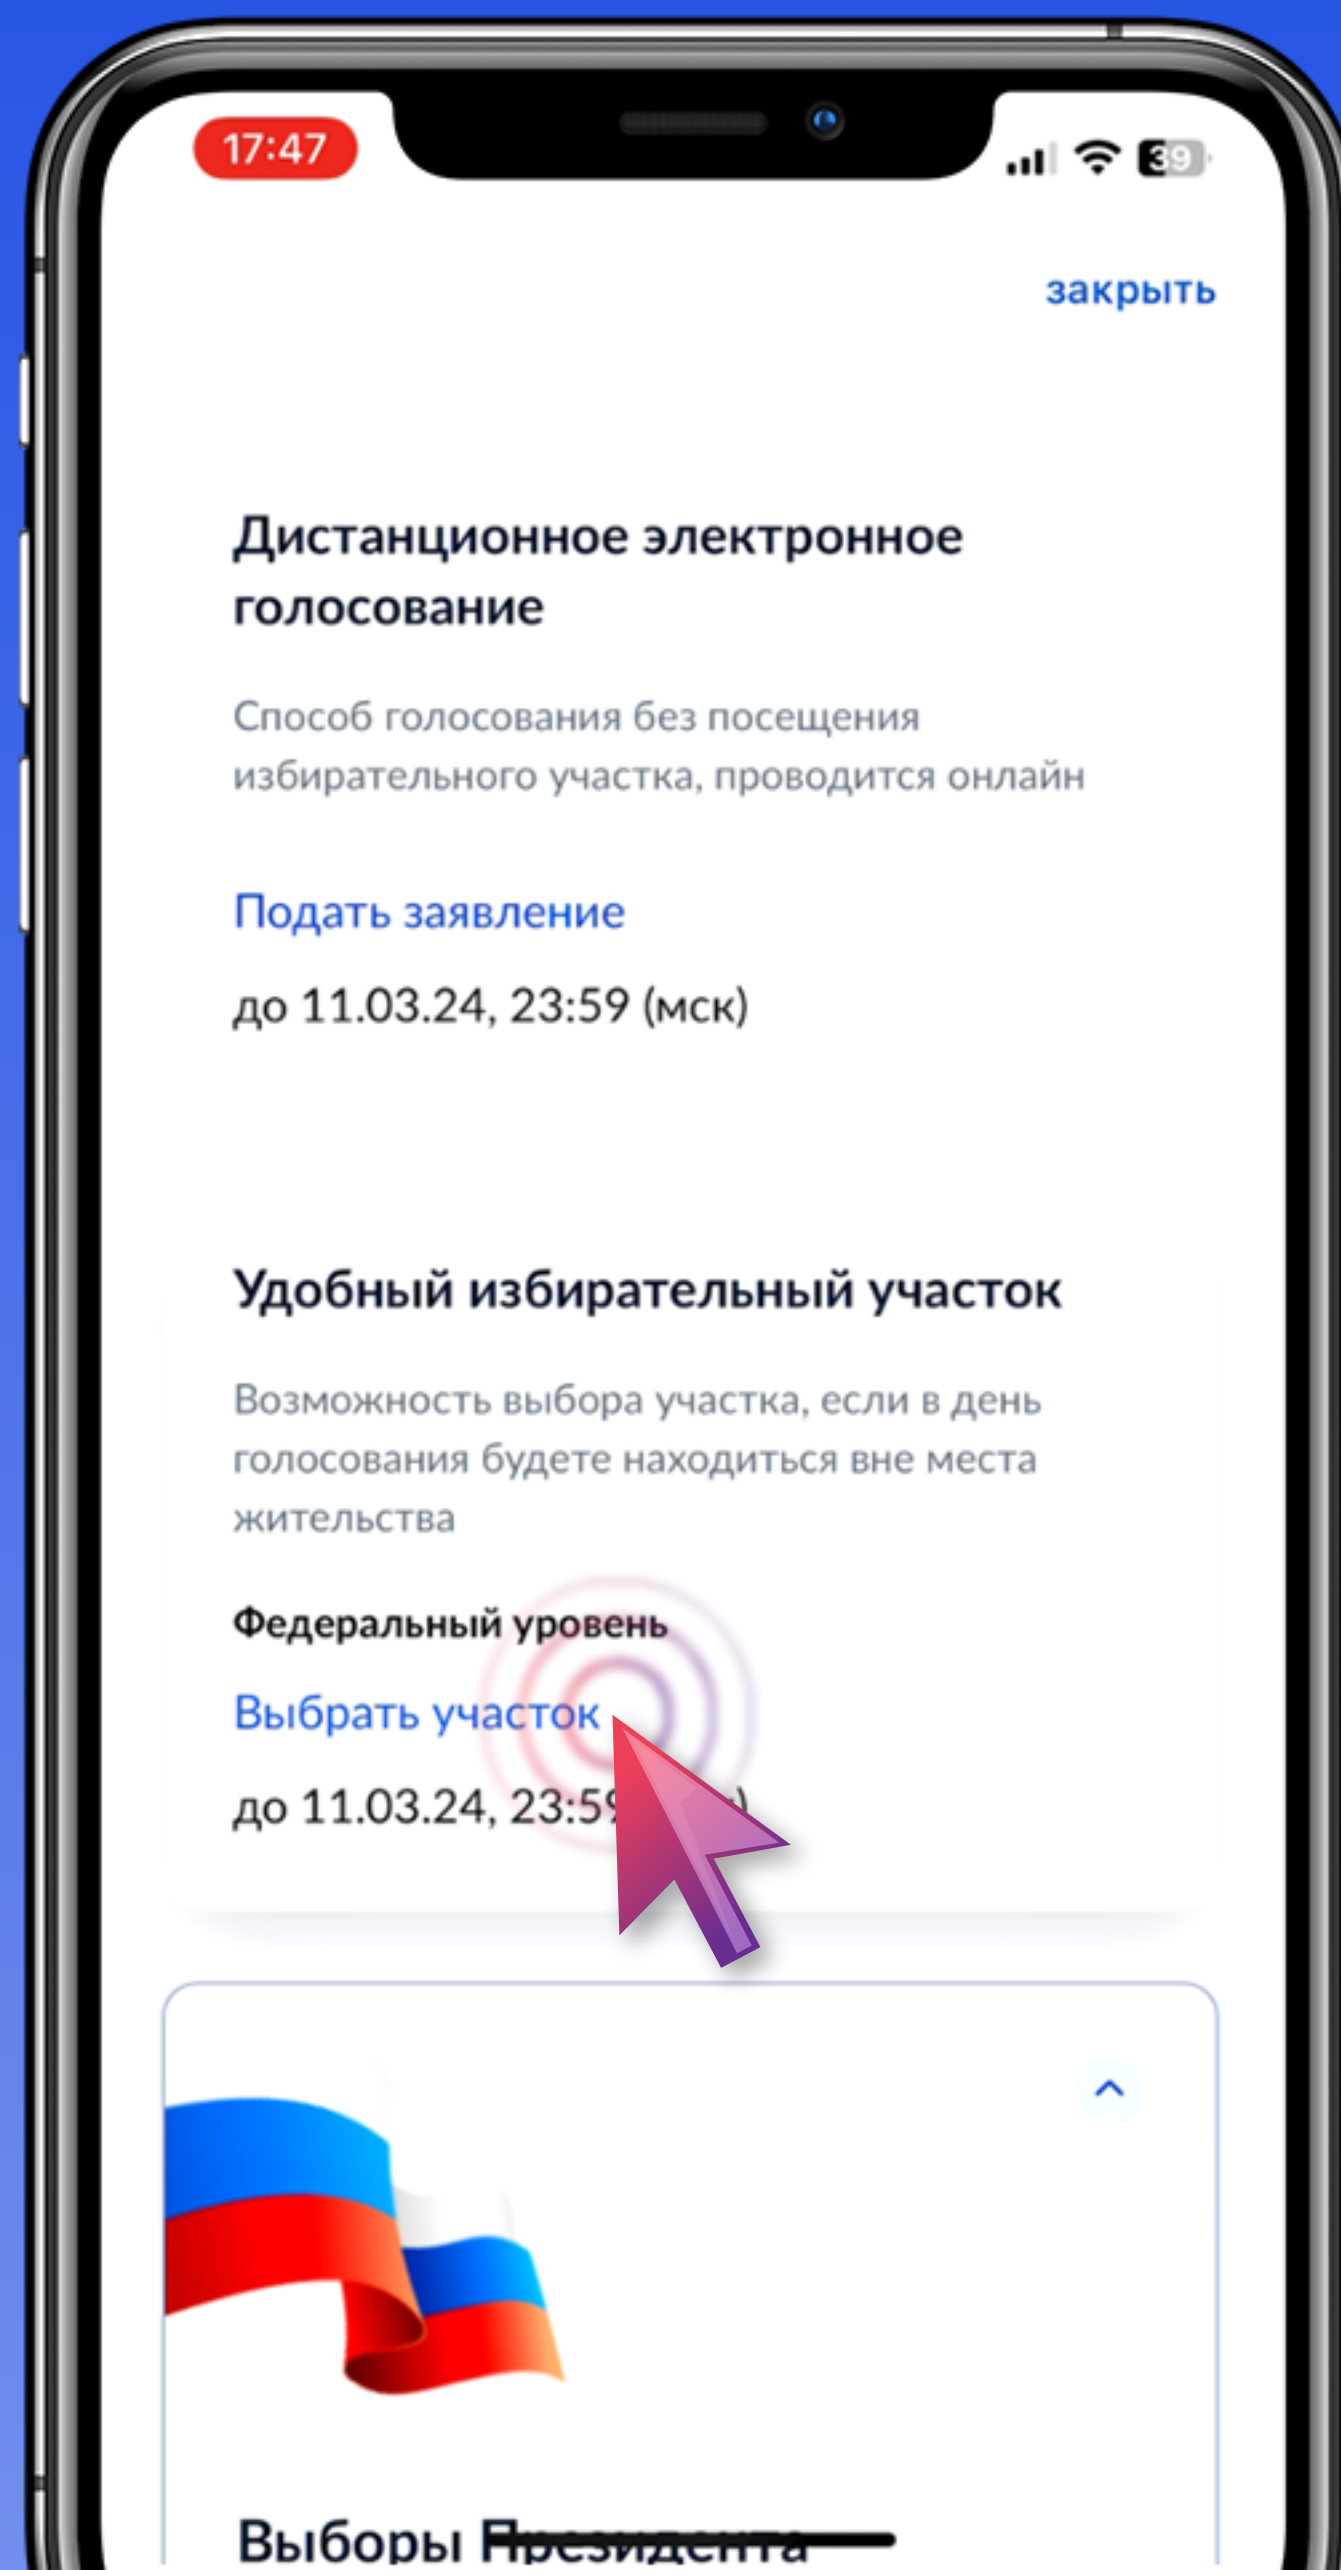 17:47
39
закрыть
Дистанционное электронное
голосование
Способ голосования без посещения
избирательного участка, проводится онлайн
Подать заявление
до 11.03.24, 23:59 (мск)
Удобный избирательный участок
Возможность выбора участка, если в день
голосования будете находиться вне места
жительства
Федеральный уровень
Выбрать участок
до 11.03.24, 23:59
Выборы Президента